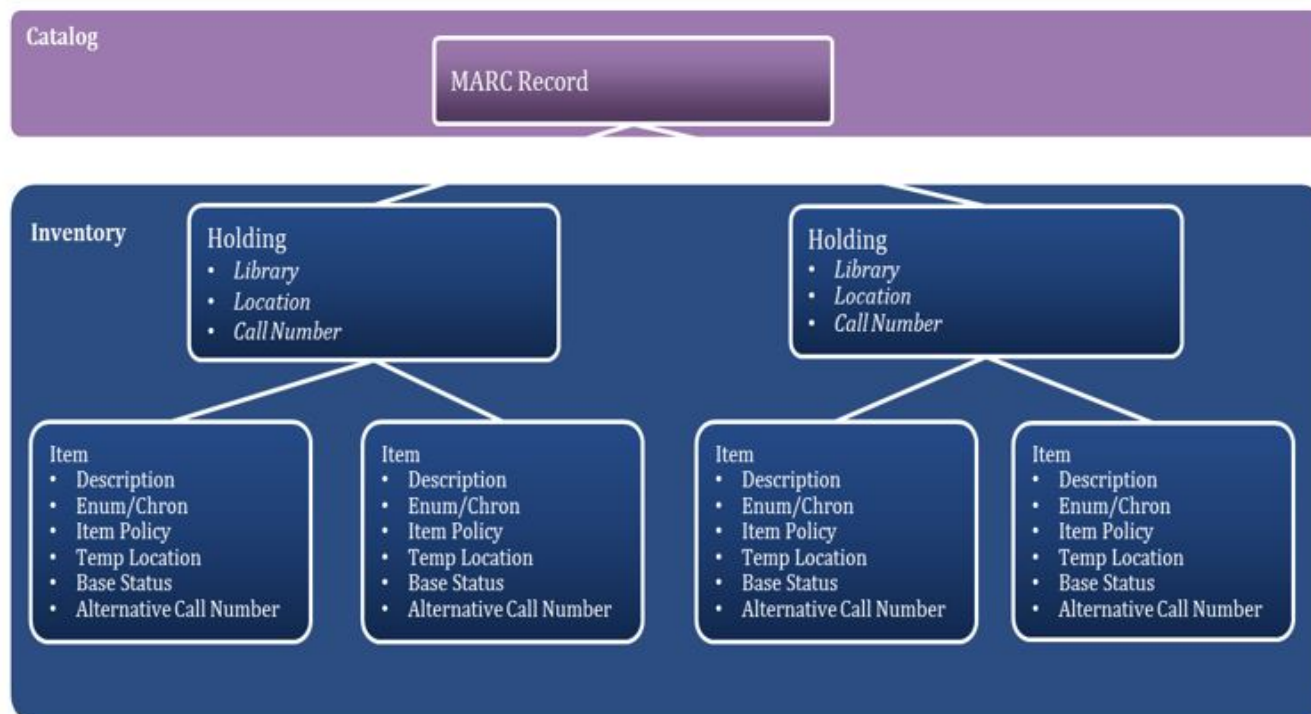 Catalog
MARC Record
Inventory
Holding
• Library
• Location
• Call Number
Holding
• Library
• Location
• Call Number
Item
• Description
• Enum/Chron
• Item Policy
• Temp Location
• Base Status
• Alternative Call Number
Item
• Description
• Enum/Chron
• Item Policy
• Temp Location
• Base Status
• Alternative Call Number
Item
• Description
• Enum/Chron
• Item Policy
• Temp Location
• Base Status
• Alternative Call Number
Item
• Description
• Enum/Chron
• Item Policy
• Temp Location
• Base Status
• Alternative Call Number